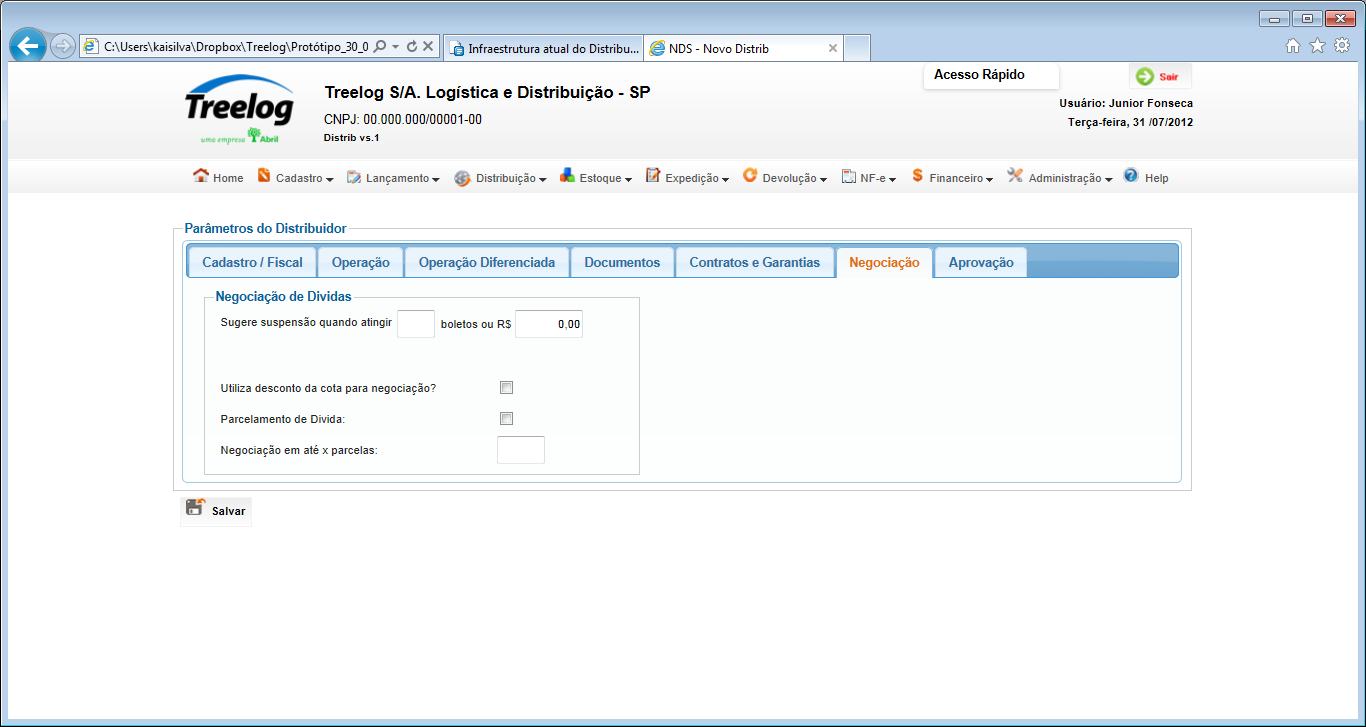 C:\Users\kaisilva\Dropbox\Treelog\Protótipo_30_0
Infraestrutura atual do Distribu...
NDS - Novo Distrib
Treelog
uma empresa Abril
Treelog S/A. Logística e Distribuição - SP
CNPJ: 00.000.000/00001-00
Distrib vs.1
Acesso Rápido
Sair
Usuário: Junior Fonseca
Terça-feira, 31 /07/2012
Home Cadastro Lançamento Distribuição Estoque Expedição Devolução NF-e Financeiro Administração Help
Parâmetros do Distribuidor
Cadastro / Fiscal Operação Operação Diferenciada Documentos Contratos e Garantias Negociação Aprovação
Negociação de Dividas
Sugere suspensão quando atingir boletos ou R$ 0,00
Utiliza desconto da cota para negociação?
Parcelamento de Divida:
Negociação em até x parcelas:
Salvar